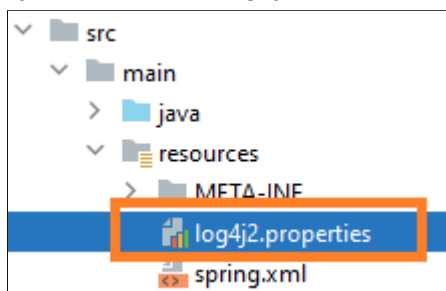 src
main
java
resources
META-INF
log4j2.properties
spring.xml